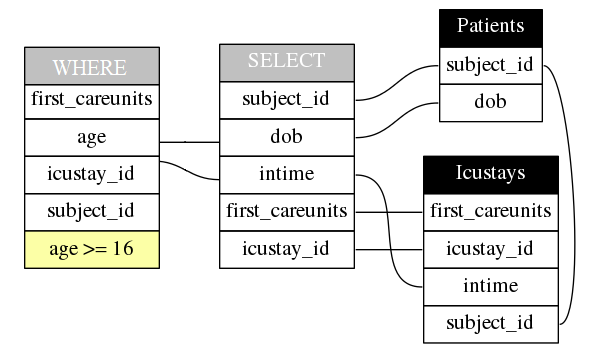 WHERE
first_careunits
age
icustay_id
subject_id
age >= 16
SELECT
subject_id
dob
intime
first_careunits
icustay_id
Patients
subject_id
dob
Icustays
first_careunits
icustay_id
intime
subject_id